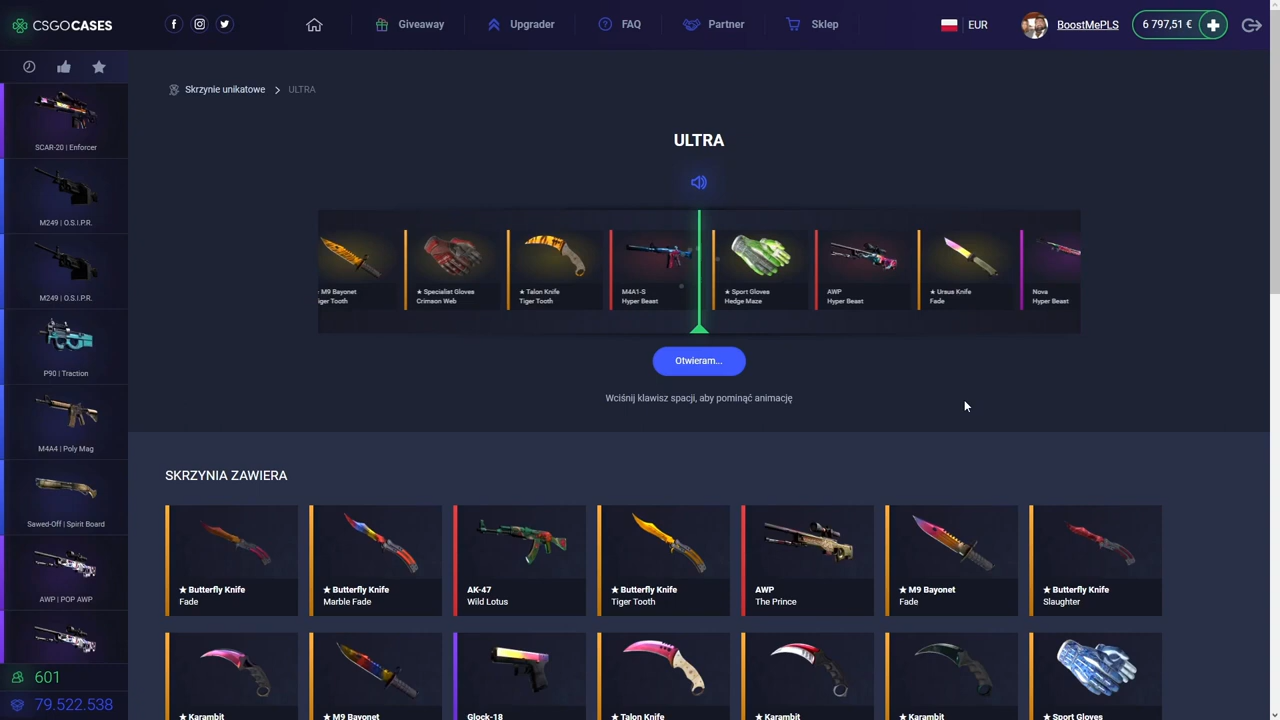 CSGOCASES
Giveaway
Upgrader
FAQ
Partner
Sklep
EUR
BoostMePLS
6 797,51 €
SCAR-20 | Enforcer
M249 | O.S.I.P.R.
M249 | O.S.I.P.R.
P90 | Traction
M4A4 | Poly Mag
Sawed-Off | Spirit Board
AWP | POP AWP
601
79.522.538
Skrzynie unikatowe > ULTRA
ULTRA
M9 Bayonet
iger Tooth
★ Specialist Gloves
Crimson Web
★ Talon Knife
Tiger Tooth
M4A1-S
Hyper Beast
★ Sport Gloves
Hedge Maze
AWP
Hyper Beast
★ Ursus Knife
Fade
Nova
Hyper Beast
Otwieram...
Wciśnij klawisz spacji, aby pominąć animację
SKRZYNIA ZAWIERA
★ Butterfly Knife
Fade
★ Butterfly Knife
Marble Fade
AK-47
Wild Lotus
★ Butterfly Knife
Tiger Tooth
AWP
The Prince
★ M9 Bayonet
Fade
★ Butterfly Knife
Slaughter
★ Karambit
★ M9 Bayonet
Glock-18
★ Talon Knife
★ Karambit
★ Karambit
★ Sport Gloves